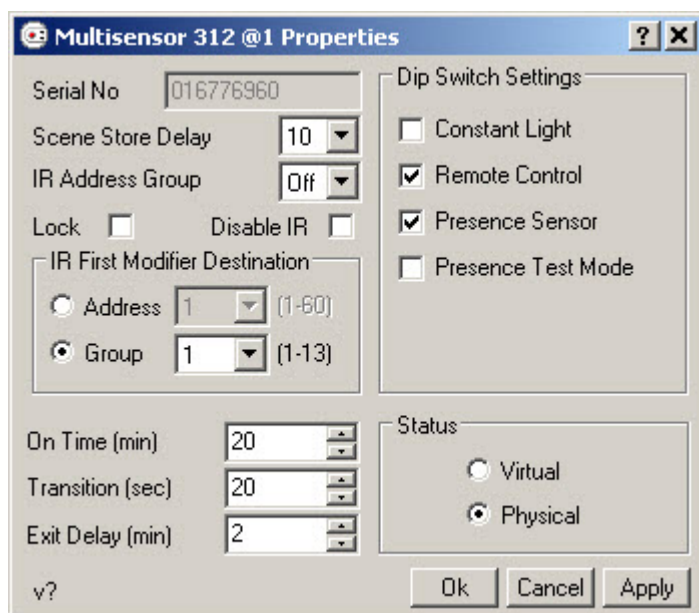 Multisensor 312 @1 Properties
Serial No 016776960
Scene Store Delay 10
IR Address Group Off
Lock Disable IR
IR First Modifier Destination
Address 1 (1-60)
Group 1 (1-13)
Dip Switch Settings
Constant Light
Remote Control
Presence Sensor
Presence Test Mode
On Time (min) 20
Transition (sec) 20
Exit Delay (min) 2
Status
Virtual
Physical
v?
Ok Cancel Apply